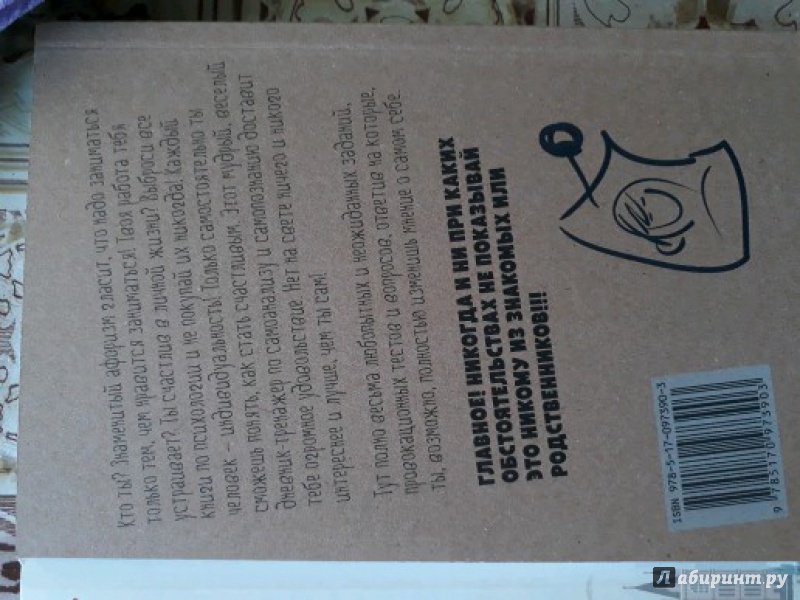 Кто ты? Знаменитый афоризм гласит, что надо заниматься
только тем, чем нравится заниматься! Твоя работа тебя
устраивает? Ты счастлив в личной жизни? Выброси все
книги по психологии и не покупай их никогда! Каждый
человек – индивидуальность! Только самостоятельно ты
сможешь понять, как стать счастливым. Этот мудрый, веселый
дневник-тренажер по самоанализу и самопознанию доставит
тебе огромное удовольствие. Нет на свете ничего и никого
интереснее и лучше, чем ты сам!
Тут полно весьма любопытных и неожиданных заданий,
провокационных тестов и вопросов, ответив на которые,
ты, возможно, полностью изменишь мнение о самом себе.
ГЛАВНОЕ! НИКОГДА И НИ ПРИ КАКИХ
ОБСТОЯТЕЛЬСТВАХ НЕ ПОКАЗЫВАЙ
ЭТО НИКОМУ ИЗ ЗНАКОМЫХ ИЛИ
РОДСТВЕННИКОВ!!!
ISBN 978-5-17-097390-3
9 785170 973903
Лабиринт.ру